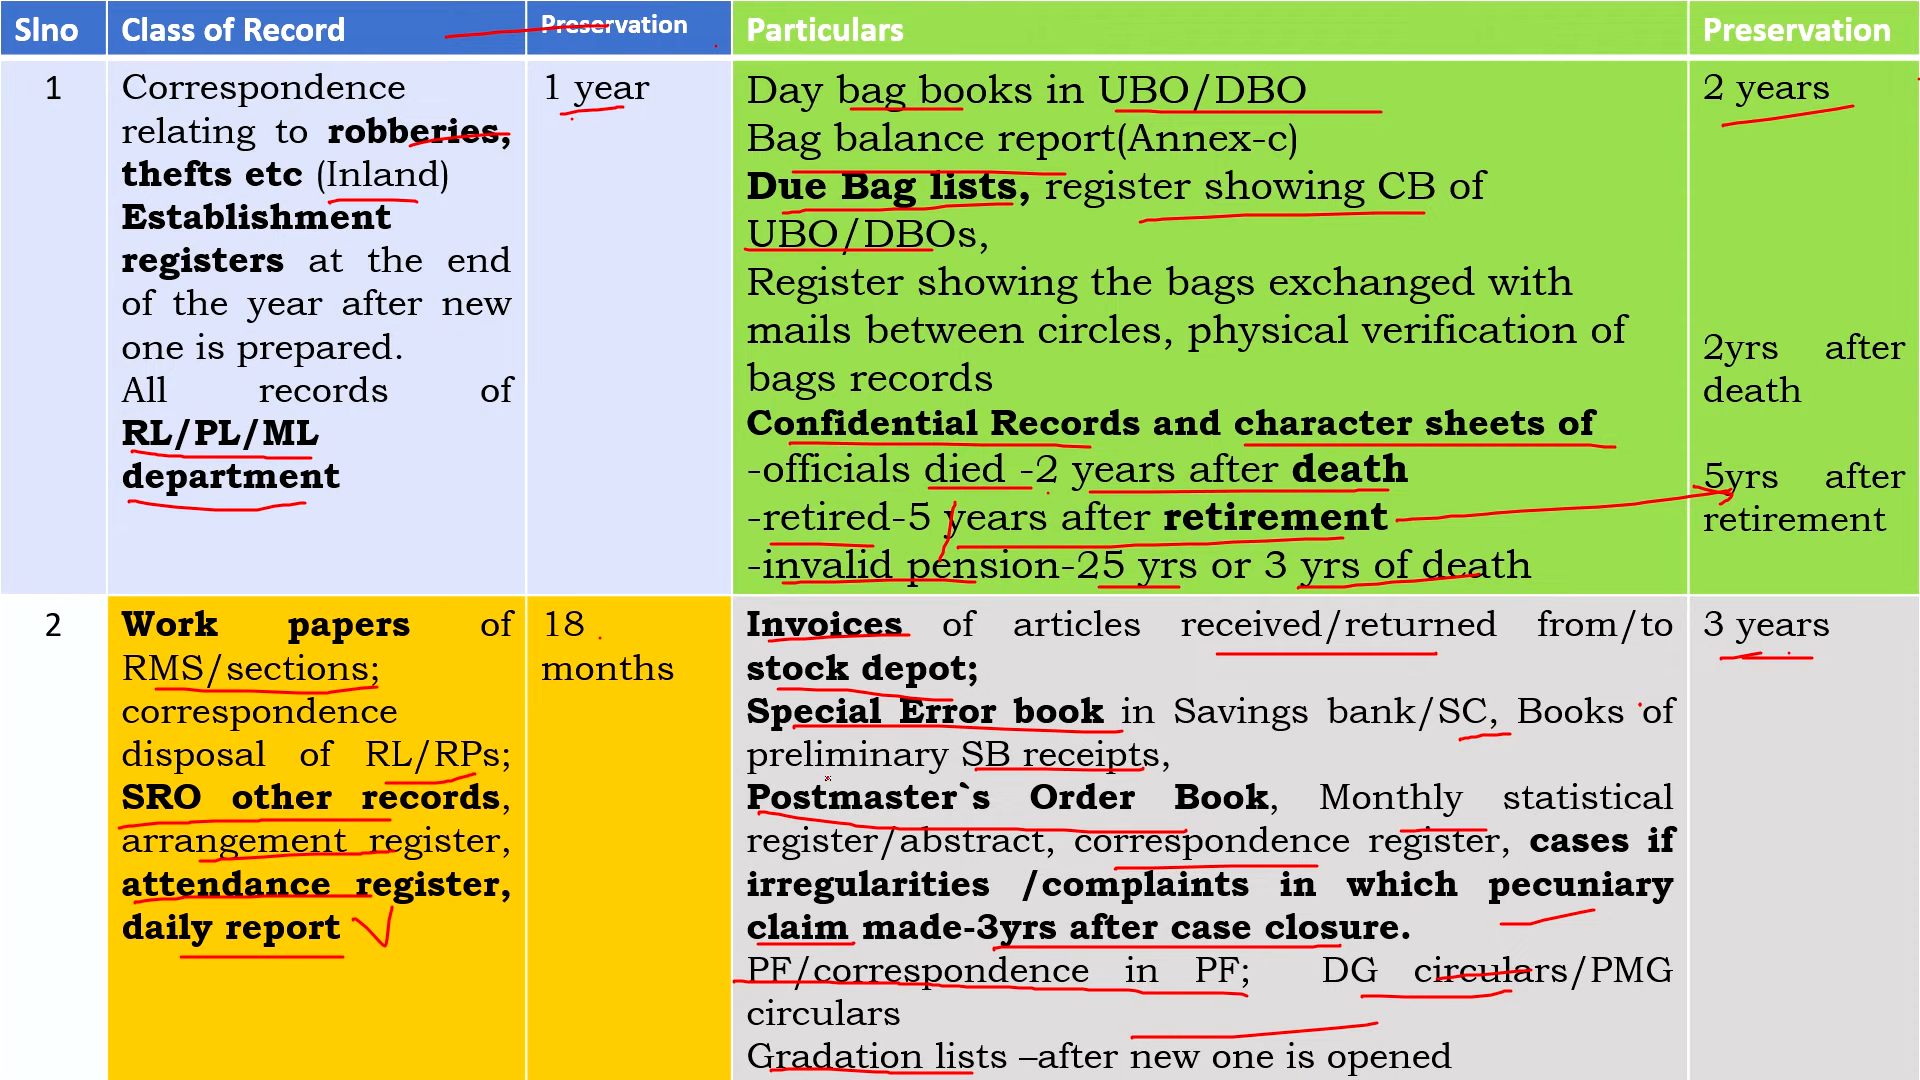 Slno Class of Record Preservation Particulars Preservation
1
Correspondence
relating to robberies,
thefts etc (Inland)
Establishment
registers at the end
of the year after new
one is prepared.
All records of
RL/PL/ML
department
1 year
Day bag books in UBO/DBO
Bag balance report(Annex-c)
Due Bag lists, register showing CB of
UBO/DBOs,
Register showing the bags exchanged with
mails between circles, physical verification of
bags records
Confidential Records and character sheets of
-officials died -2 years after death
-retired-5 years after retirement
-invalid pension-25 yrs or 3 yrs of death
2 years
2yrs after
death
5yrs after
retirement
2
Work papers of
RMS/sections;
correspondence
disposal of RL/RPs;
SRO other records,
arrangement register,
attendance register,
daily report
18
months
Invoices of articles received/returned from/to
stock depot;
Special Error book in Savings bank/SC, Books of
preliminary SB receipts,
Postmaster`s Order Book, Monthly statistical
register/abstract, correspondence register, cases if
irregularities /complaints in which pecuniary
claim made-3yrs after case closure.
PF/correspondence in PF; DG circulars/PMG
circulars
Gradation lists –after new one is opened
3 years